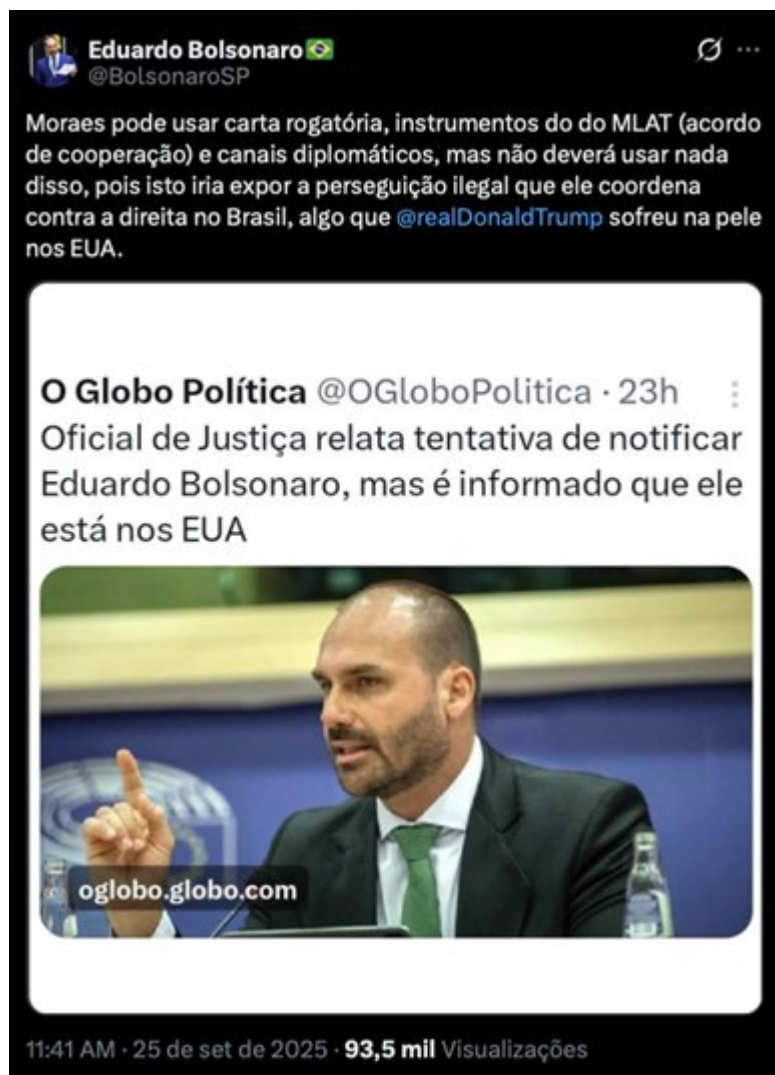 Eduardo Bolsonaro🇧🇷
@BolsonaroSP
Moraes pode usar carta rogatória, instrumentos do do MLAT (acordo
de cooperação) e canais diplomáticos, mas não deverá usar nada
disso, pois isto iria expor a perseguição ilegal que ele coordena
contra a direita no Brasil, algo que @realDonaldTrump sofreu na pele
nos EUA.
O Globo Política @OGloboPolitica · 23h
Oficial de Justiça relata tentativa de notificar
Eduardo Bolsonaro, mas é informado que ele
está nos EUA
oglobo.globo.com
11:41 AM · 25 de set de 2025 · 93,5 mil Visualizações